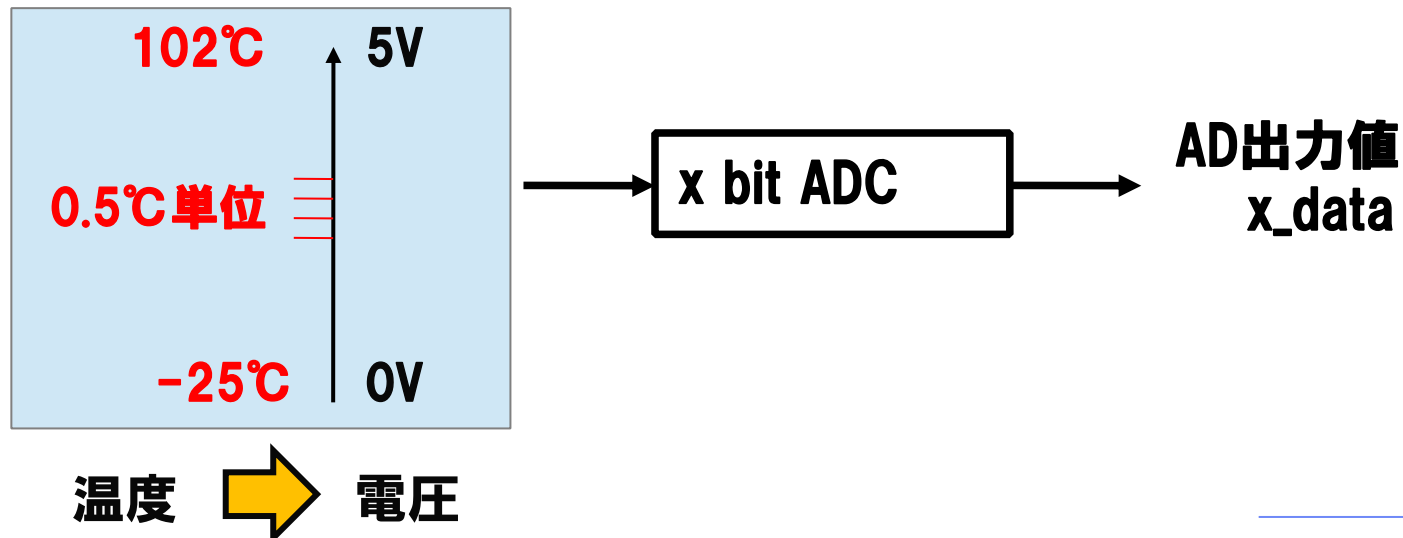 102℃
5V
0.5℃単位
-25℃
0V
温度
電圧
x bit ADC
AD出力値
x_data